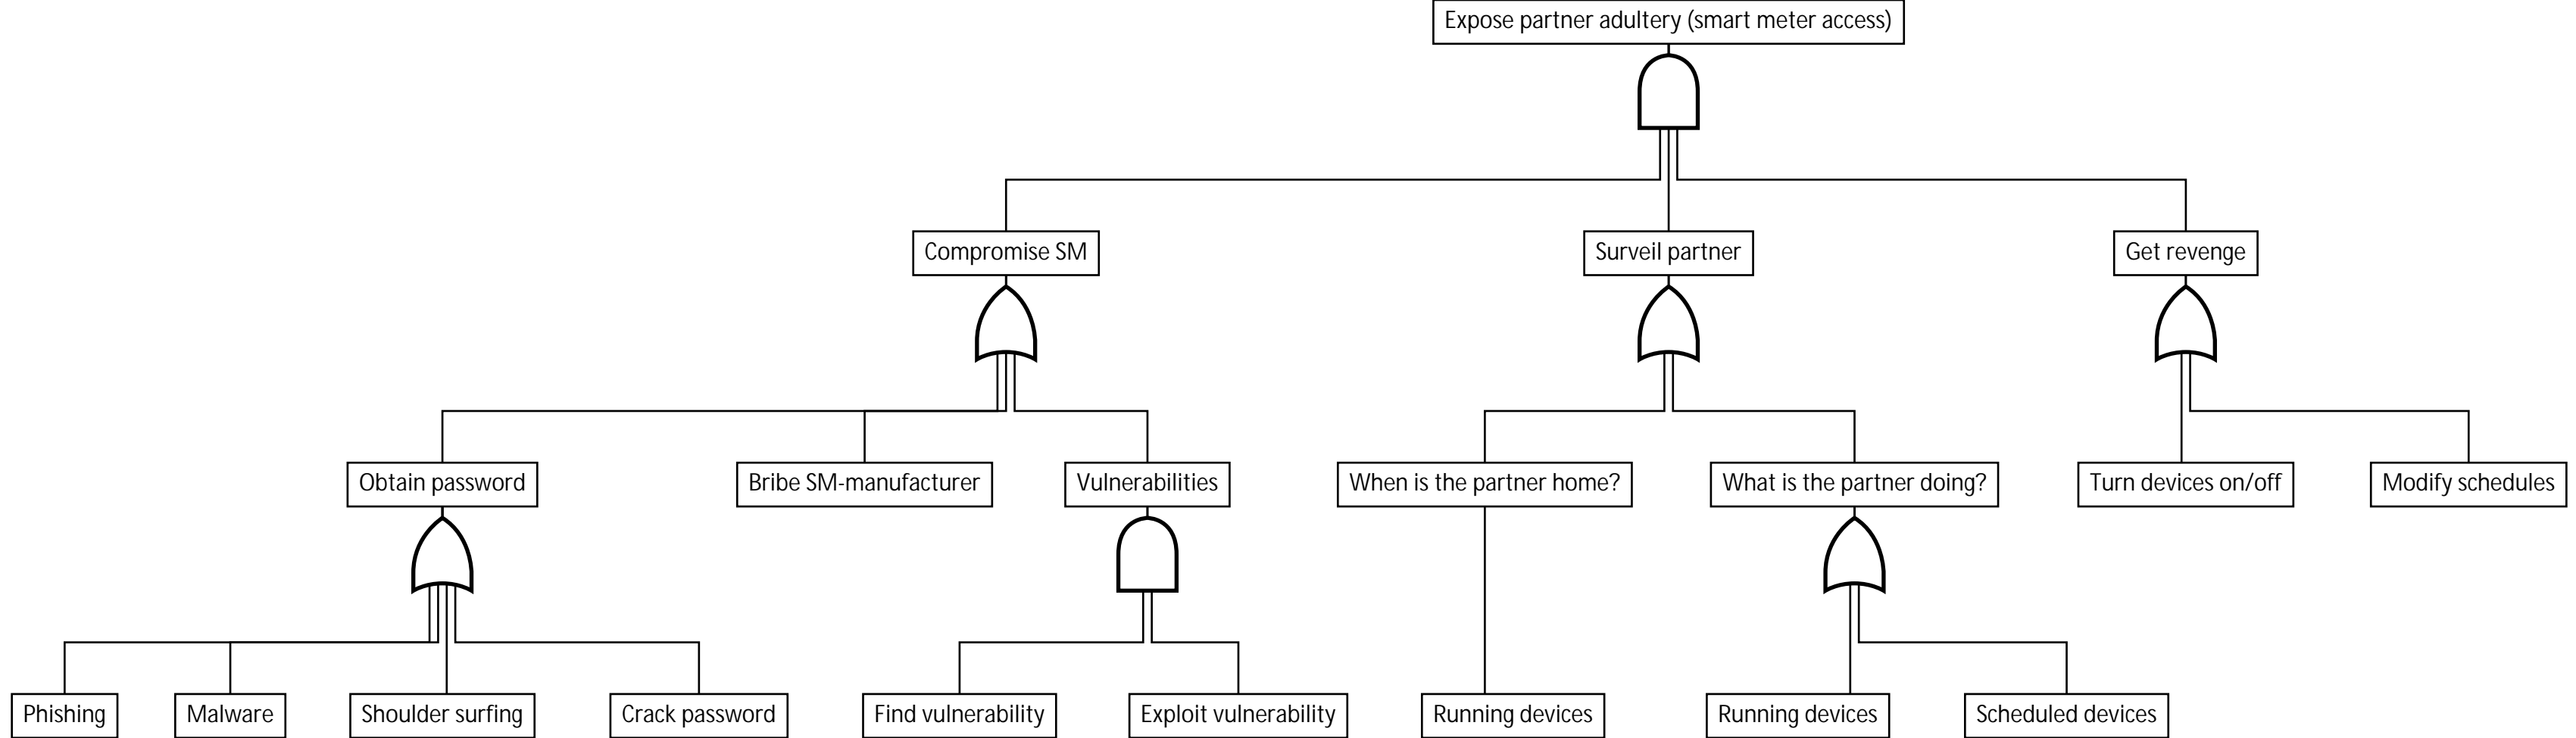 Expose partner adultery (smart meter access)
Compromise SM
Surveil partner
Get revenge
Obtain password
Bribe SM-manufacturer
Vulnerabilities
When is the partner home?
What is the partner doing?
Turn devices on/off
Modify schedules
Phishing
Malware
Shoulder surfing
Crack password
Find vulnerability
Exploit vulnerability
Running devices
Running devices
Scheduled devices